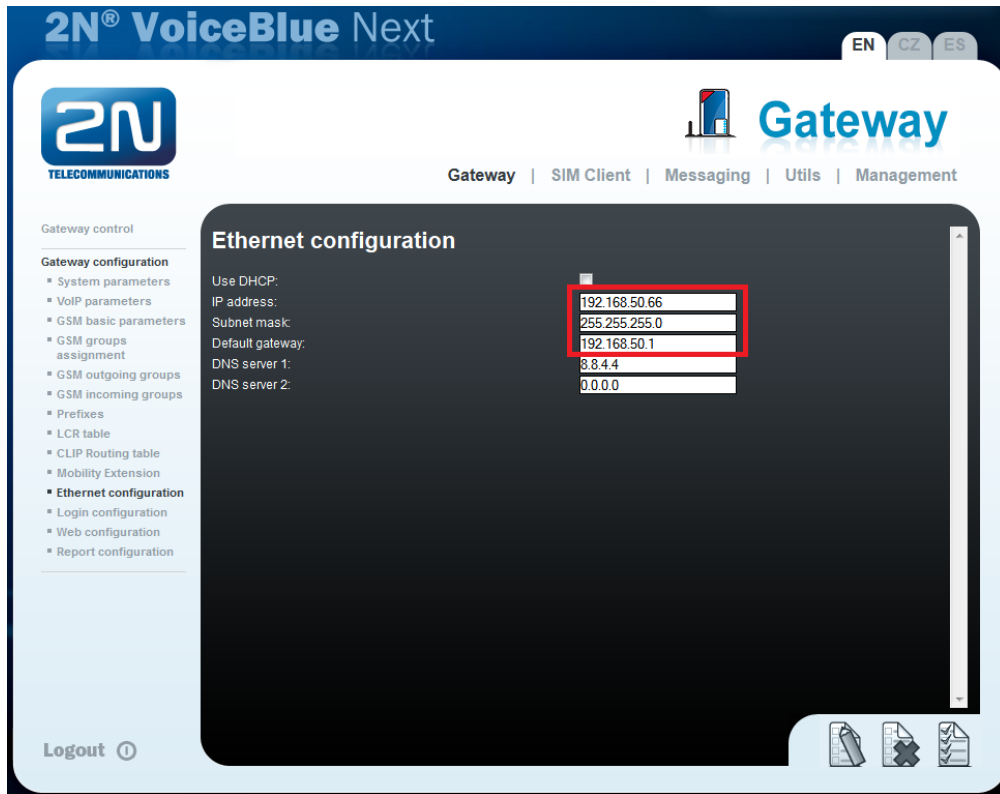 2N® VoiceBlue Next
EN CZ ES
2N
TELECOMMUNICATIONS
Gateway
Gateway | SIM Client | Messaging | Utils | Management
Gateway control
Gateway configuration
System parameters
VoIP parameters
GSM basic parameters
GSM groups
assignment
GSM outgoing groups
GSM incoming groups
Prefixes
LCR table
CLIP Routing table
Mobility Extension
Ethernet configuration
Login configuration
Web configuration
Report configuration
Ethernet configuration
Use DHCP:
IP address: 192.168.50.66
Subnet mask: 255.255.255.0
Default gateway: 192.168.50.1
DNS server 1: 8.8.4.4
DNS server 2: 0.0.0.0
Logout